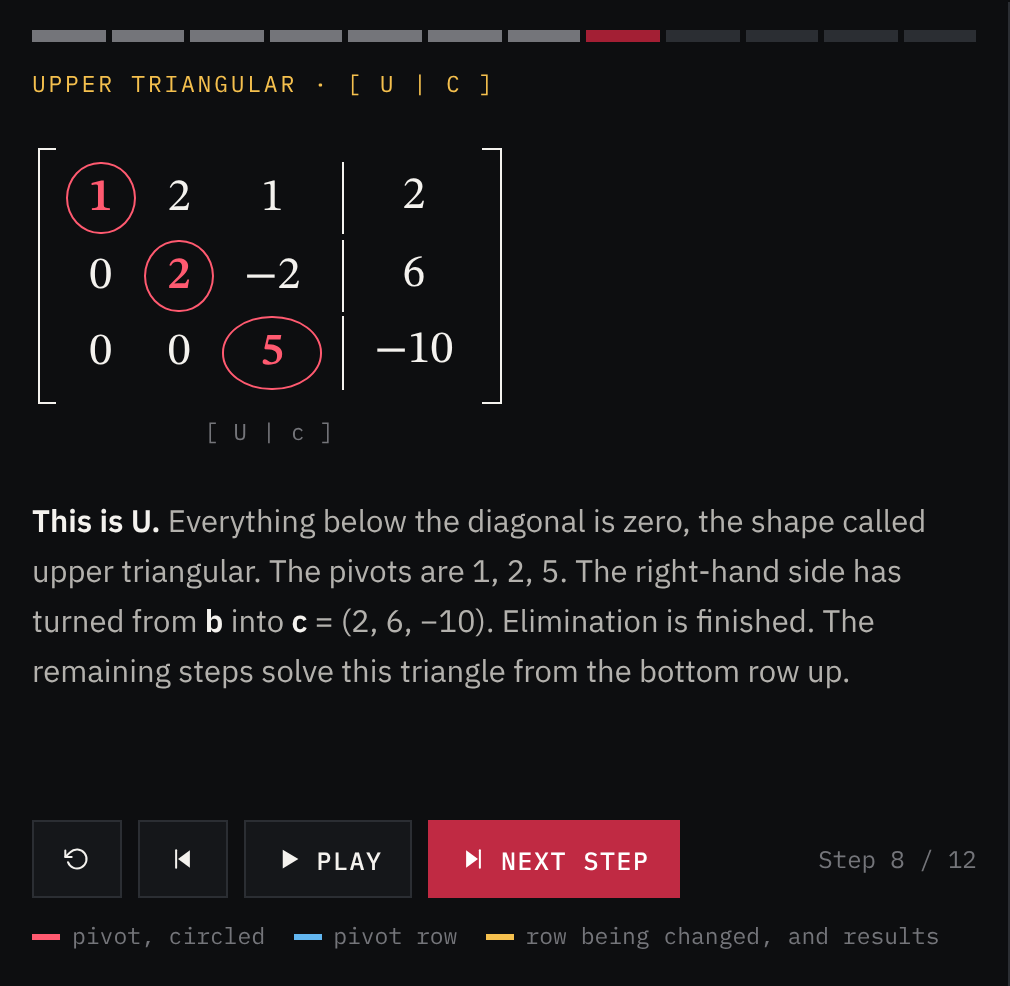 UPPER TRIANGULAR · [ U | C ]
1 2 1 | 2
0 2 −2 | 6
0 0 5 | −10
[ U | c ]
This is U. Everything below the diagonal is zero, the shape called
upper triangular. The pivots are 1, 2, 5. The right-hand side has
turned from b into c = (2, 6, −10). Elimination is finished. The
remaining steps solve this triangle from the bottom row up.
PLAY NEXT STEP Step 8 / 12
pivot, circled pivot row row being changed, and results